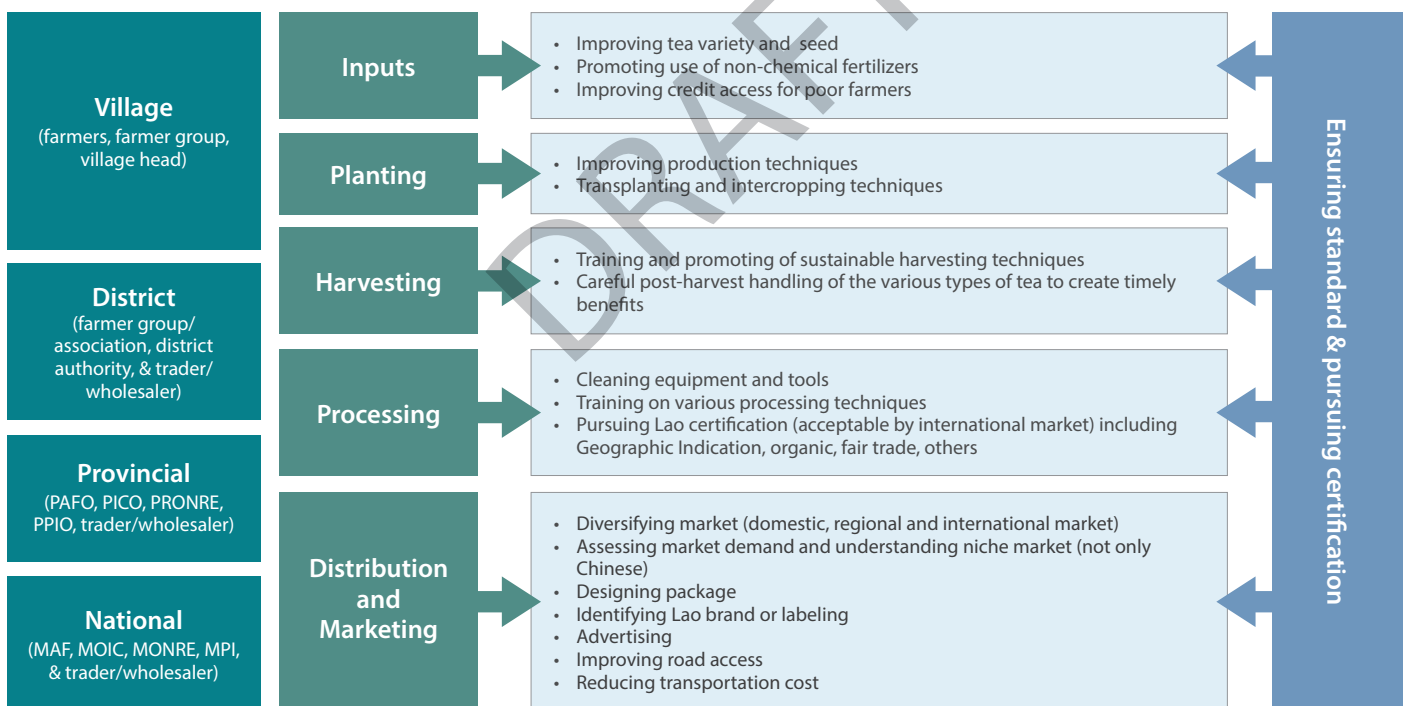 Village
(farmers, farmer group,
village head)
District
(farmer group/
association, district
authority, & trader/
wholesaler)
Provincial
(PAFO, PICO, PRONRE,
PPIO, trader/wholesaler)
National
(MAF, MOIC, MONRE, MPI,
& trader/wholesaler)
Inputs
• Improving tea variety and seed
• Promoting use of non-chemical fertilizers
• Improving credit access for poor farmers
Planting
• Improving production techniques
• Transplanting and intercropping techniques
Harvesting
• Training and promoting of sustainable harvesting techniques
• Careful post-harvest handling of the various types of tea to create timely
benefits
Processing
• Cleaning equipment and tools
• Training on various processing techniques
• Pursuing Lao certification (acceptable by international market) including
Geographic Indication, organic, fair trade, others
Distribution
and
Marketing
• Diversifying market (domestic, regional and international market)
• Assessing market demand and understanding niche market (not only
Chinese)
• Designing package
• Identifying Lao brand or labeling
• Advertising
• Improving road access
• Reducing transportation cost
Ensuring standard & pursuing certification
DRAFT